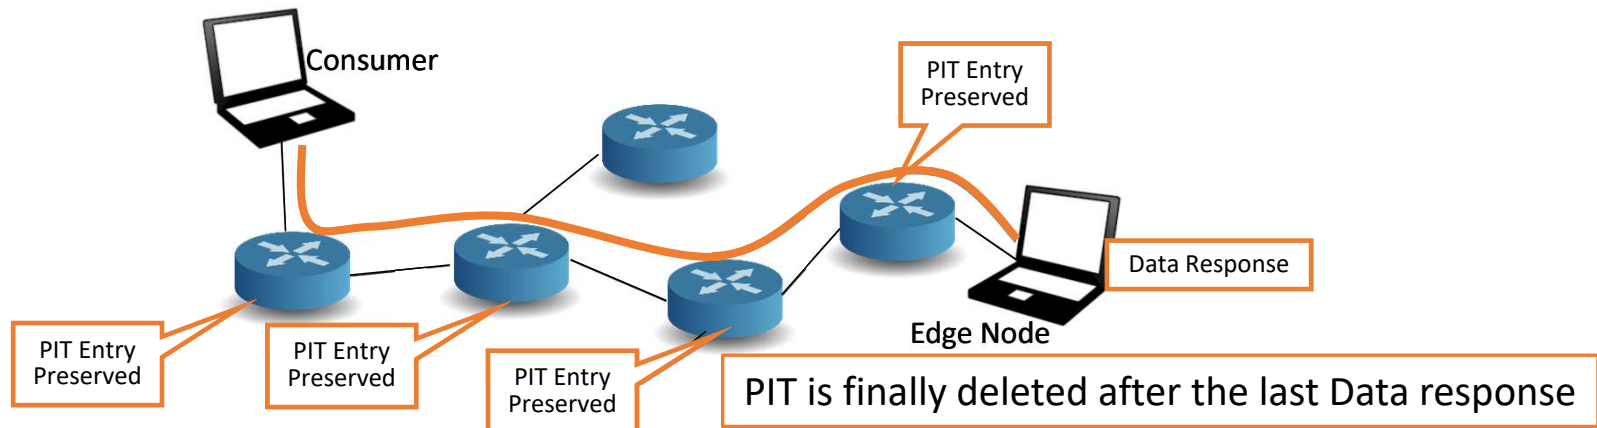 Consumer
PIT Entry
Preserved
Data Response
Edge Node
PIT Entry
Preserved
PIT Entry
Preserved
PIT Entry
Preserved
PIT is finally deleted after the last Data response